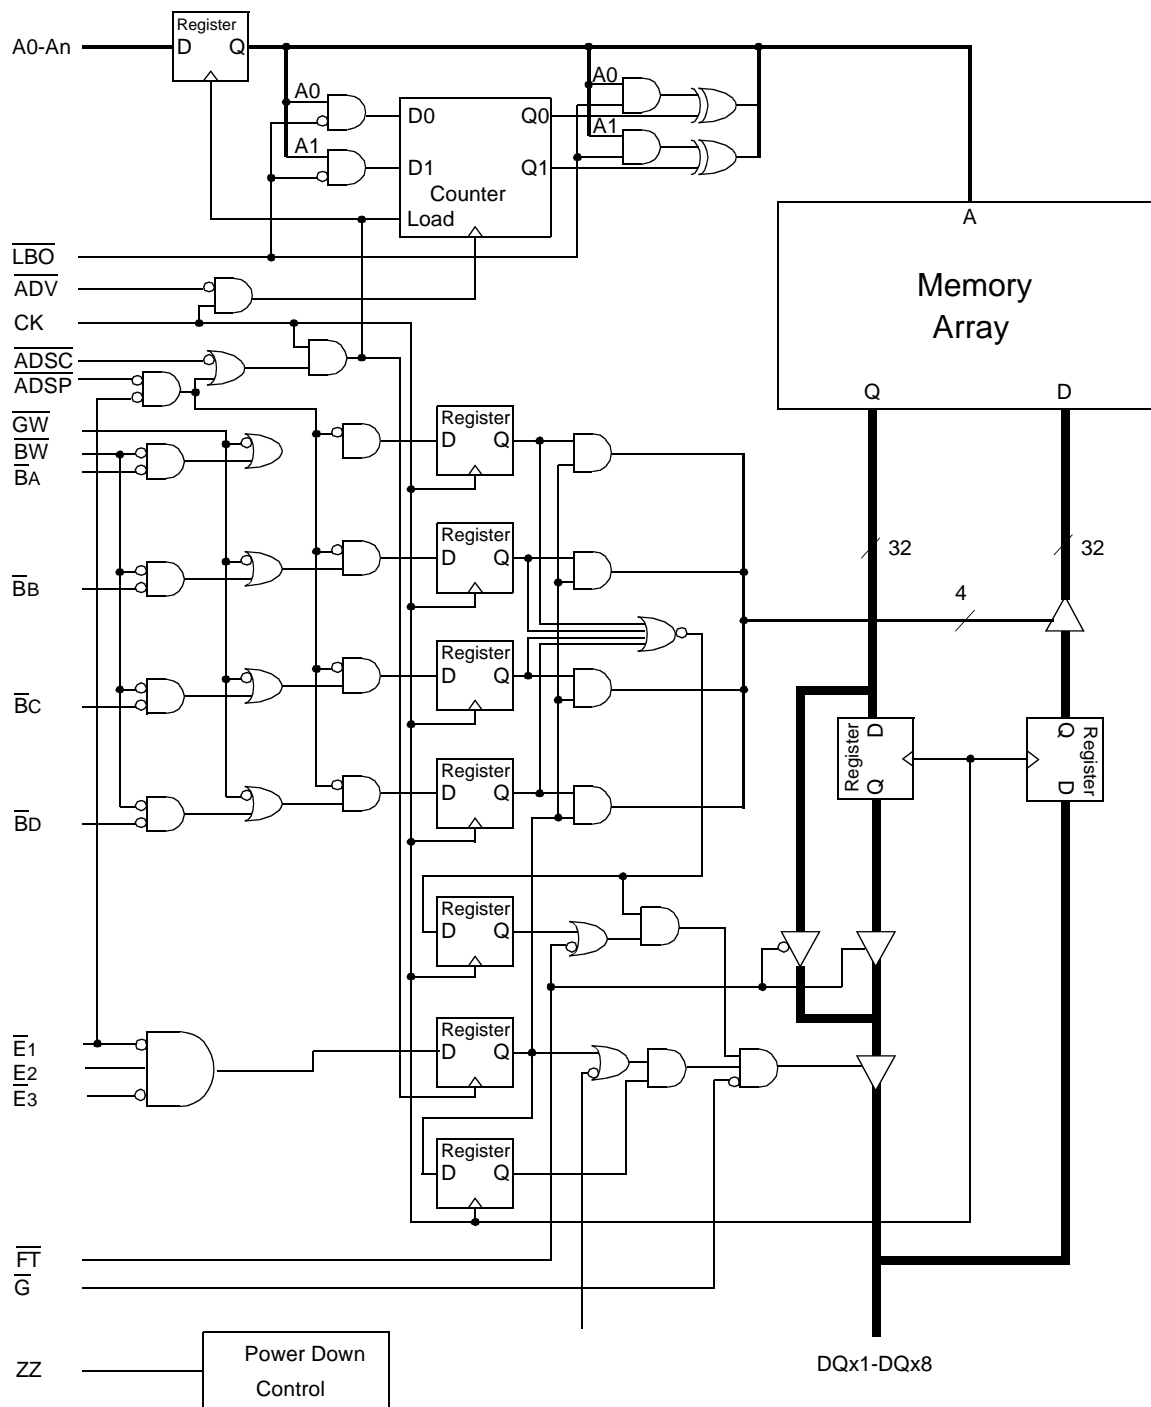 Register
A0-An
D Q
A0
A0
D0
Q0
A1
A1
D1
Q1
Counter
Load
A
LBO
ADV
Memory
Array
CK
ADSC
ADSP
Q
D
GW
Register
BW
D Q
BA
Register
32
32
D Q
BB
4
Register
D Q
BC
Register
D
Q
Q
D
Register
Register
D Q
BD
Register
D Q
Register
E1
D Q
E2
E3
Register
D Q
FT
G
Power Down
Control
ZZ
DQx1-DQx8